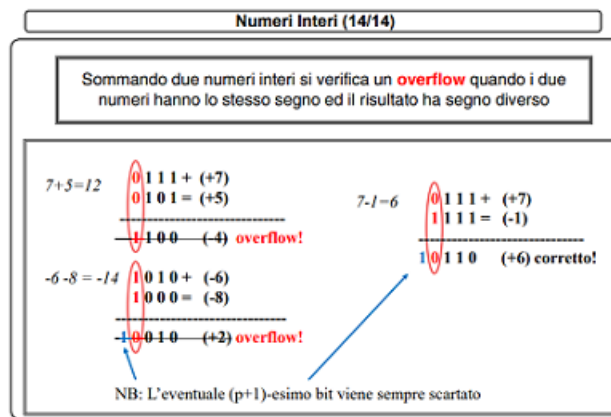 Numeri Interi (14/14)
Sommando due numeri interi si verifica un overflow quando i due
numeri hanno lo stesso segno ed il risultato ha segno diverso
7+5=12
0 1 1 1 + (+7)
0 1 0 1 = (+5)
1 1 0 0 (-4) overflow!
-6 -8 = -14
1 0 1 0 + (-6)
1 0 0 0 = (-8)
1 0 0 1 0 (+2) overflow!
7-1=6
0 1 1 1 + (+7)
1 1 1 1 = (-1)
1 0 1 1 0 (+6) corretto!
NB: L'eventuale (p+1)-esimo bit viene sempre scartato